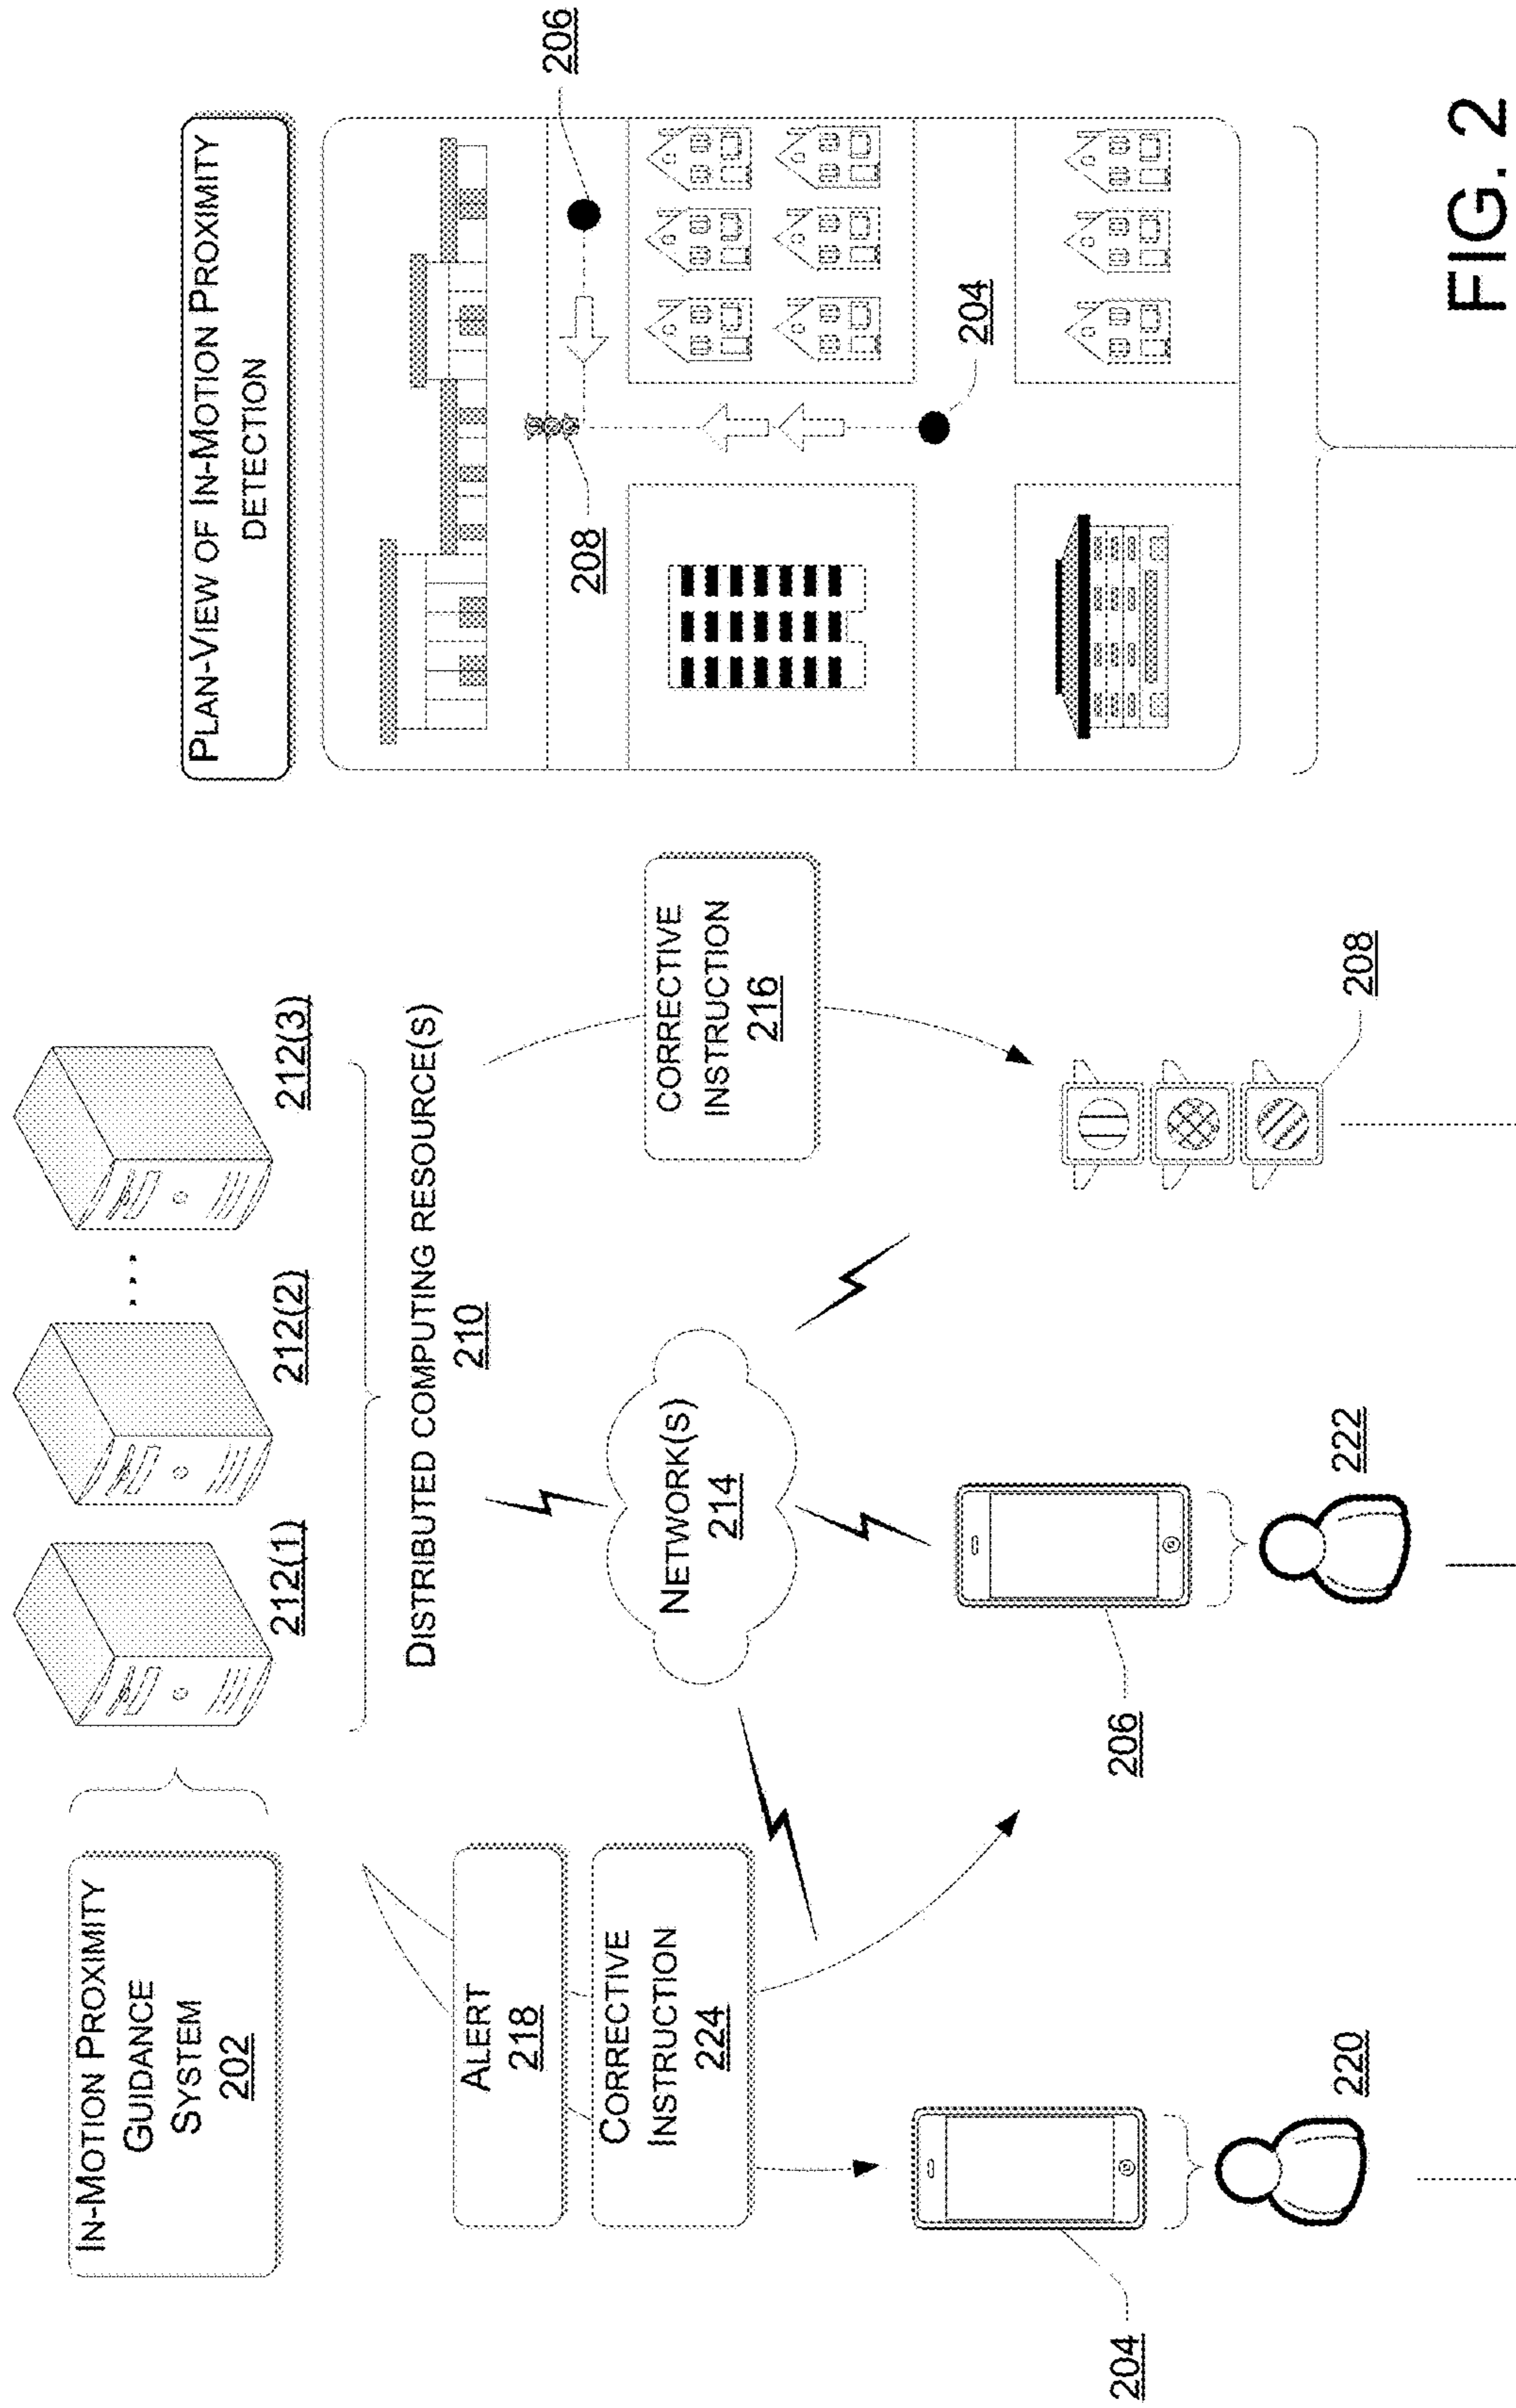 IN-MOTION PROXIMITY
GUIDANCE
SYSTEM
202
212(1)
212(2)
212(3)
DISTRIBUTED COMPUTING RESOURCE(S)
210
ALERT
218
CORRECTIVE
INSTRUCTION
224
NETWORK(S)
214
CORRECTIVE
INSTRUCTION
216
204
220
206
222
208
PLAN-VIEW OF IN-MOTION PROXIMITY
DETECTION
206
208
204
FIG. 2